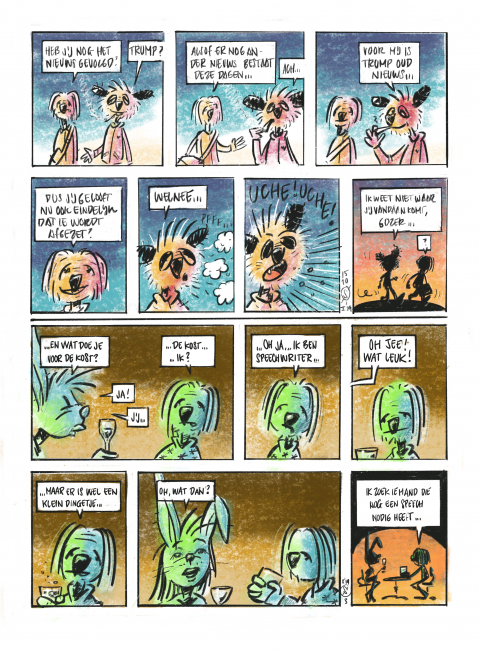 HEB JIJ NOG HET
NIEUWS GEVOLGD?
TRUMP?
ALSOF ER NOG AN-
DER NIEUWS BESTAAT
DEZE DAGEN...
ACH...
VOOR MIJ IS
TRUMP OUD
NIEUWS...
DUS JIJ GELOOFT
NU OOK EINDELIJK
DAT IE WORDT
AFGEZET?
WELNEE...
PFFF...
UCHE! UCHE!
IK WEET NIET WAAR
JIJ VANDAAN KOMT,
GOZER...
?
...EN WAT DOE JE
VOOR DE KOST?
JA!
JIJ...
...DE KOST...
...IK?
...OH JA,...IK BEN
SPEECHWRITER...
OH JEE!
WAT LEUK!
...MAAR ER IS WEL EEN
KLEIN DINGETJE...
OH, WAT DAN?
IK ZOEK IEMAND DIE
NOG EEN SPEECH
NODIG HEEFT...